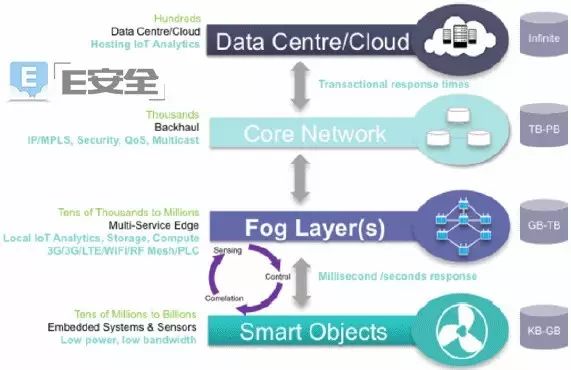 Hundreds
Data Centre/Cloud
Hosting IoT Analytics
Data Centre/Cloud
Infinite
E
E安全
Transactional response times
Thousands
Backhaul
IP/MPLS, Security, QoS, Multicast
Core Network
TB-PB
Tens of Thousands to Millions
Multi-Service Edge
Local IoT Analytics, Storage, Compute
3G/3G/LTE/WIFI/RF Mesh/PLC
Fog Layer(s)
GB-TB
Sensing
Control
Correlation
Millisecond /seconds response
Tens of Millions to Billions
Embedded Systems & Sensors
Low power, low bandwidth
Smart Objects
KB-GB